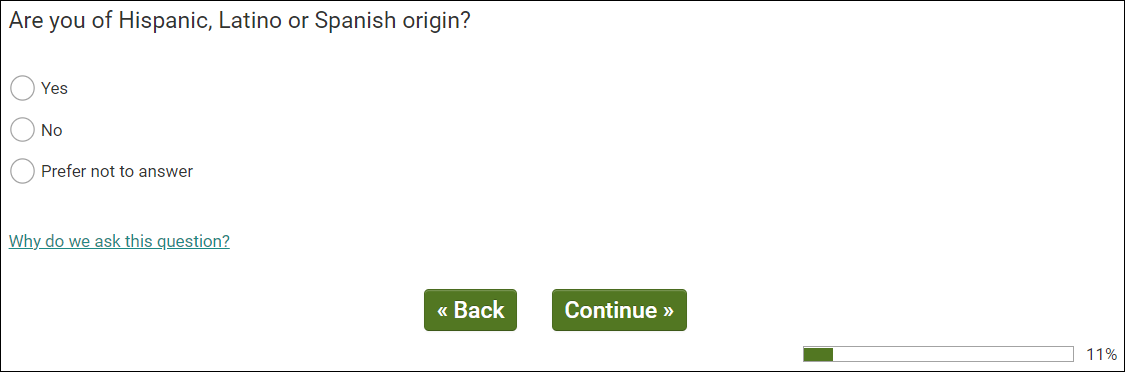 Are you of Hispanic, Latino or Spanish origin?
Yes
No
Prefer not to answer
Why do we ask this question?
« Back
Continue »
11%